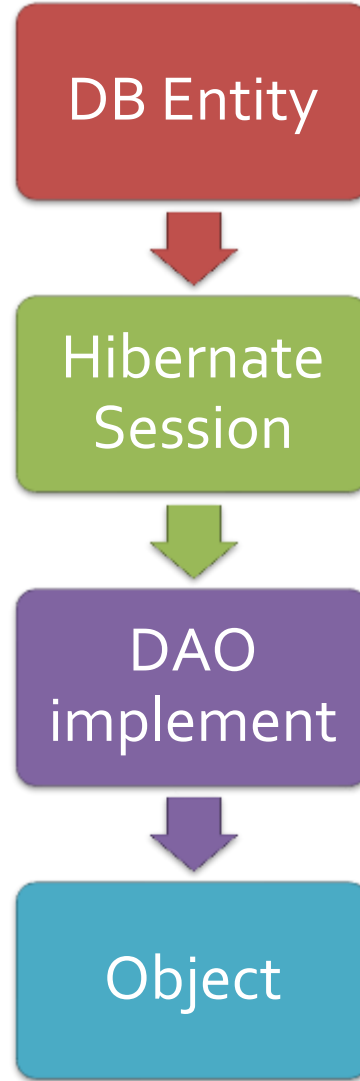 DB Entity
Hibernate
Session
DAO
implement
Object